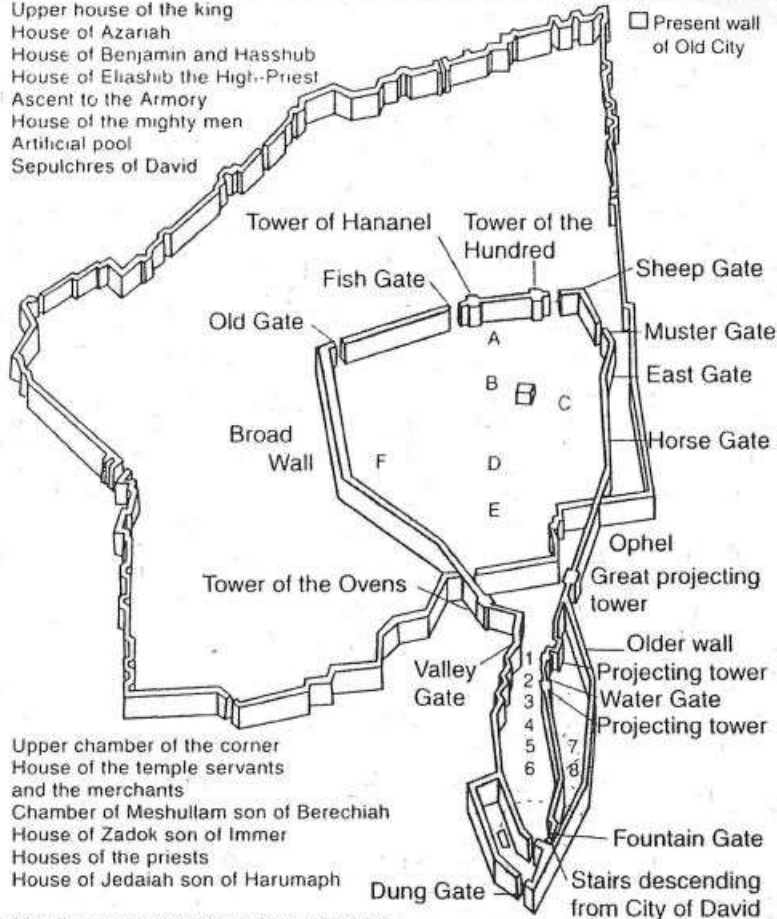 Upper house of the king
House of Azariah
House of Benjamin and Hasshub
House of Eliashib the High-Priest
Ascent to the Armory
House of the mighty men
Artificial pool
Sepulchres of David
Present wall
of Old City
Tower of Hananel
Tower of the
Hundred
Sheep Gate
Fish Gate
Old Gate
Muster Gate
A
East Gate
B
C
Horse Gate
Broad
Wall
F
D
E
Ophel
Tower of the Ovens
Great projecting
tower
Older wall
Valley
Gate
1
Projecting tower
2
Water Gate
3
Projecting tower
4
5
7
6
8
Upper chamber of the corner
House of the temple servants
and the merchants
Chamber of Meshullam son of Berechiah
House of Zadok son of Immer
Houses of the priests
House of Jedaiah son of Harumaph
Fountain Gate
Dung Gate
Stairs descending
from City of David